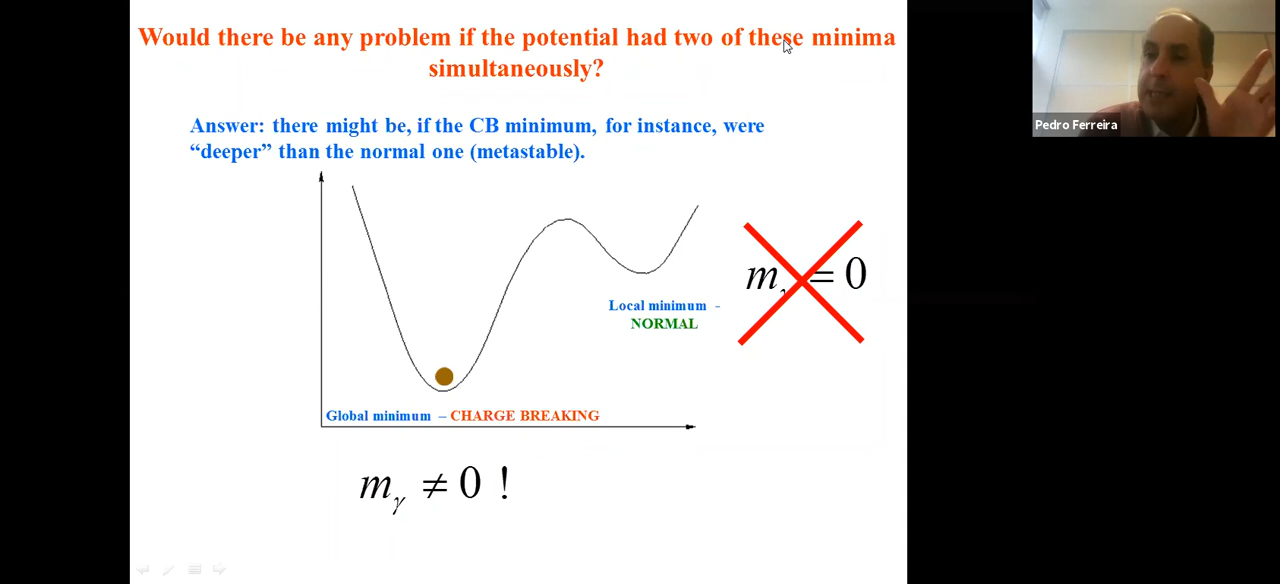 Would there be any problem if the potential had two of these minima
simultaneously?
Answer: there might be, if the CB minimum, for instance, were
“deeper” than the normal one (metastable).
Local minimum -
NORMAL
m = 0
Global minimum – CHARGE BREAKING
mγ ≠ 0 !
Pedro Ferreira